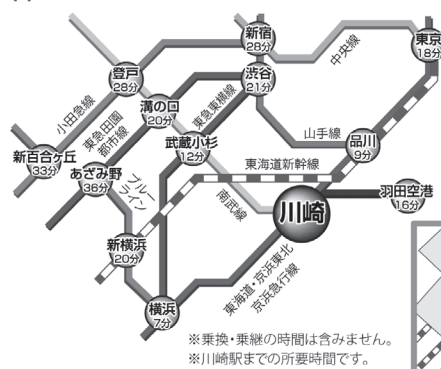 新宿
28分
中央線
東京
18分
登戸
28分
渋谷
21分
小田急線
東急田園
都市線
溝の口
20分
東急東横線
武蔵小杉
12分
山手線
品川
9分
新百合ヶ丘
33分
あざみ野
36分
ブルー
ライン
東海道新幹線
南武線
川崎
羽田空港
16分
新横浜
20分
横浜
7分
東海道・京浜東北
京浜急行線
※乗換・乗継の時間は含みません。
※川崎駅までの所要時間です。